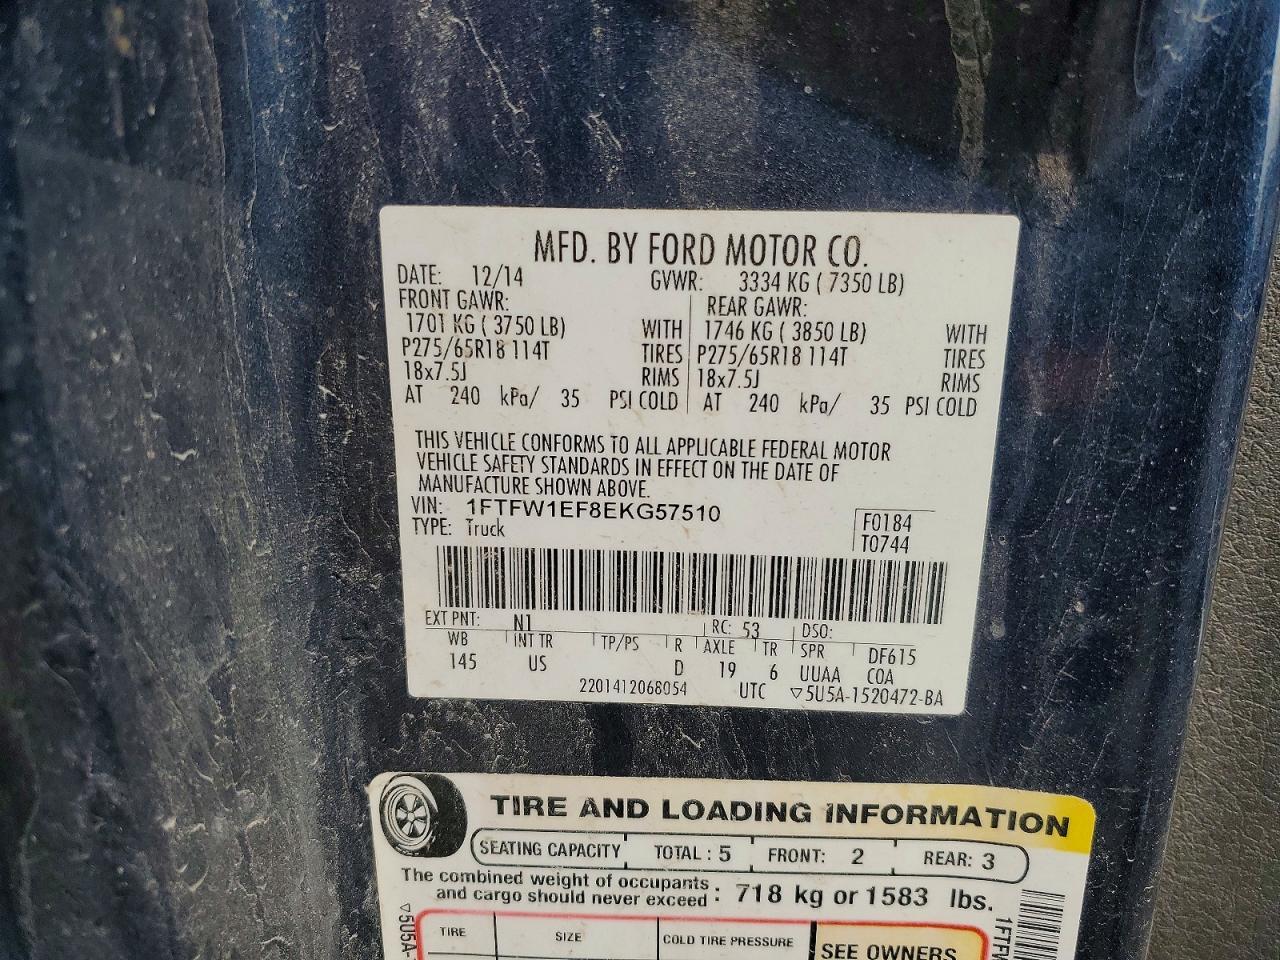 MFD. BY FORD MOTOR CO.
DATE: 12/14 GVWR: 3334 KG ( 7350 LB)
FRONT GAWR: REAR GAWR:
1701 KG ( 3750 LB) WITH 1746 KG ( 3850 LB) WITH
P275/65R18 114T TIRES P275/65R18 114T TIRES
18x7.5J RIMS 18x7.5J RIMS
AT 240 kPa/ 35 PSI COLD AT 240 kPa/ 35 PSI COLD
THIS VEHICLE CONFORMS TO ALL APPLICABLE FEDERAL MOTOR
VEHICLE SAFETY STANDARDS IN EFFECT ON THE DATE OF
MANUFACTURE SHOWN ABOVE.
VIN: 1FTFW1EF8EKG57510
TYPE: Truck
F0184
T0744
EXT PNT: N1 RC: 53 DSO:
WB INT TR TP/PS R AXLE TR SPR DF615
145 US D 19 6 UUAA COA
2201412068054 UTC ▽5U5A-1520472-BA
TIRE AND LOADING INFORMATION
SEATING CAPACITY TOTAL : 5 FRONT: 2 REAR: 3
The combined weight of occupants
and cargo should never exceed : 718 kg or 1583 lbs.
TIRE SIZE COLD TIRE PRESSURE SEE OWNERS
▽5U5A-
1FTFW